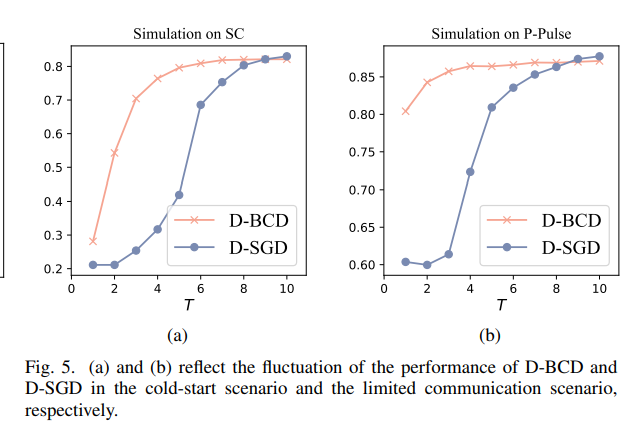 Simulation on SC
0.8
0.7
0.6
0.5
0.4
0.3
0.2
D-BCD
D-SGD
0 2 4 6 8 10
T
(a)
Simulation on P-Pulse
0.85
0.80
0.75
0.70
0.65
0.60
D-BCD
D-SGD
0 2 4 6 8 10
T
(b)
Fig. 5. (a) and (b) reflect the fluctuation of the performance of D-BCD and
D-SGD in the cold-start scenario and the limited communication scenario,
respectively.